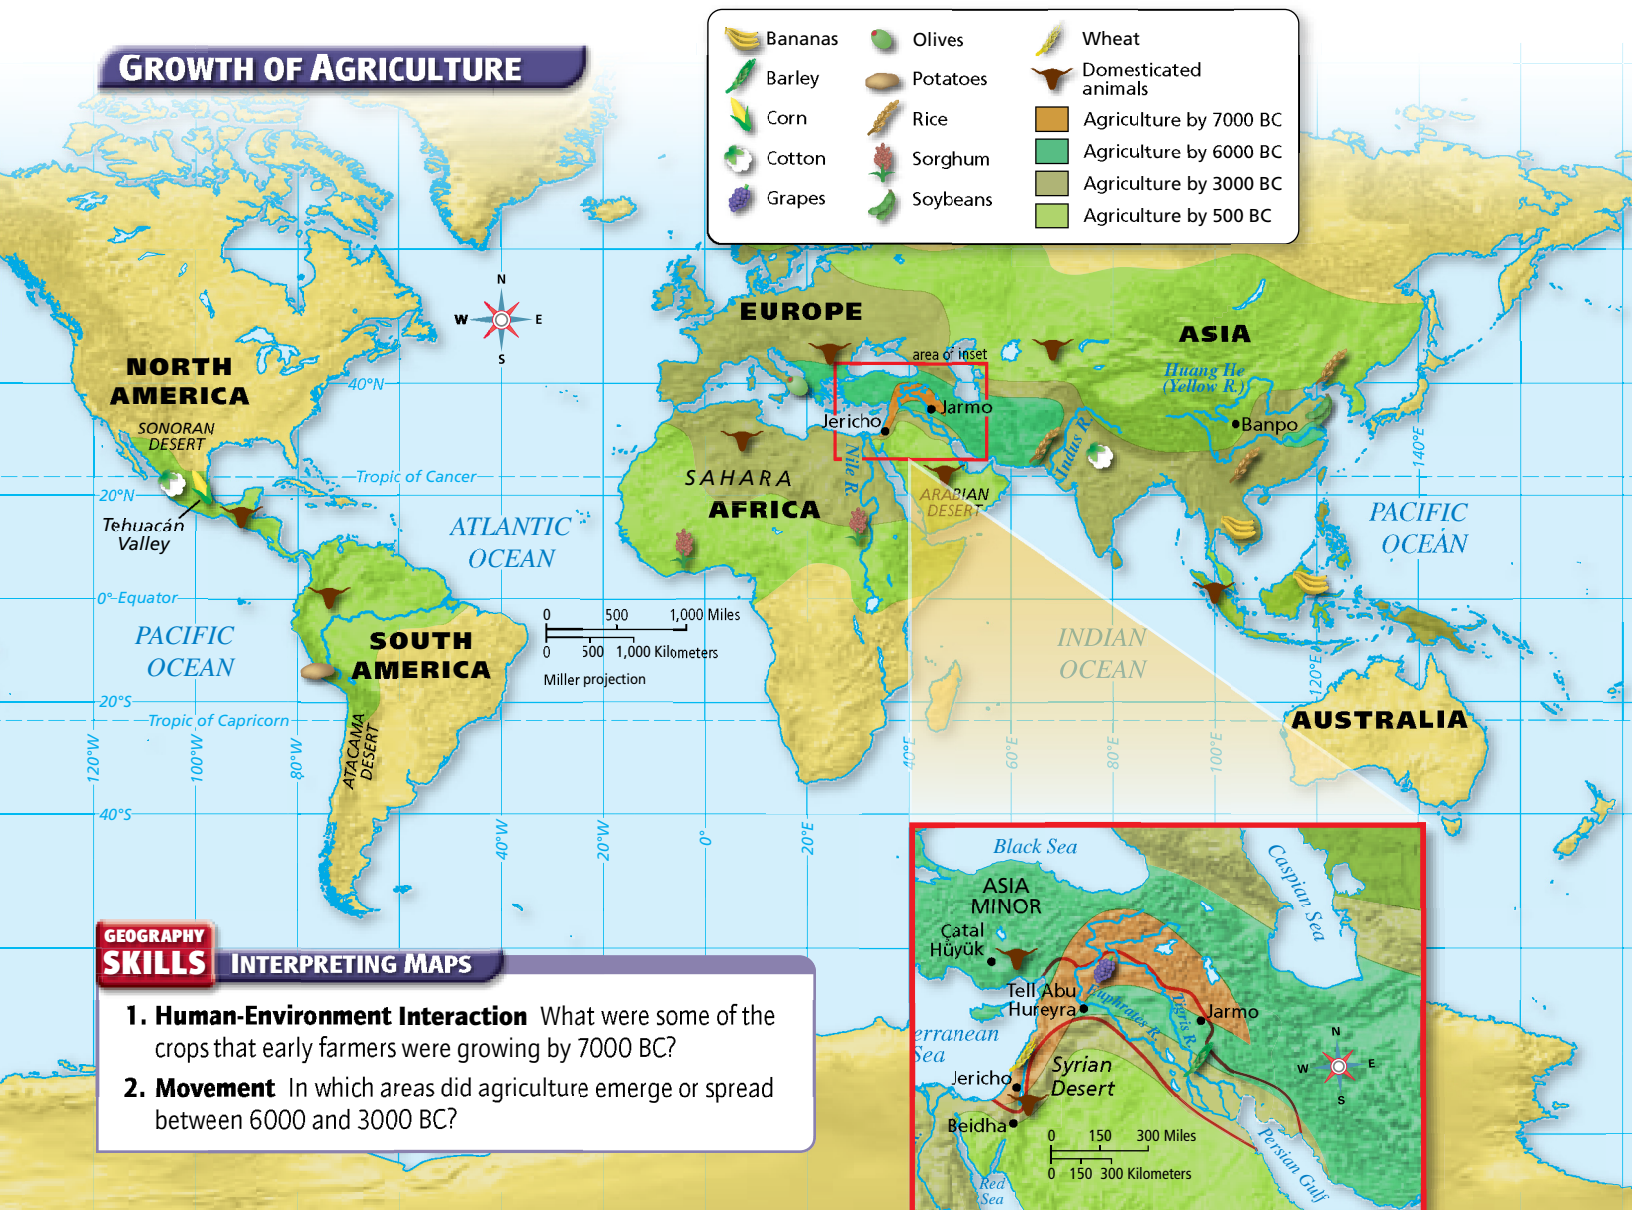 GROWTH OF AGRICULTURE
Bananas
Barley
Corn
Cotton
Grapes
Olives
Potatoes
Rice
Sorghum
Soybeans
Wheat
Domesticated
animals
Agriculture by 7000 BC
Agriculture by 6000 BC
Agriculture by 3000 BC
Agriculture by 500 BC
N
W E
S
NORTH
AMERICA
SONORAN
DESERT
40°N
Tropic of Cancer
20°N
Tehuacán
Valley
ATLANTIC
OCEAN
0° Equator
PACIFIC
OCEAN
SOUTH
AMERICA
20°S
Tropic of Capricorn
ATACAMA
DESERT
40°S
120°W
100°W
80°W
40°W
20°W
0°
20°E
40°E
60°E
80°E
100°E
120°E
140°E
0 500 1,000 Miles
0 500 1,000 Kilometers
Miller projection
EUROPE
ASIA
area of inset
Huang He
(Yellow R.)
Jarmo
Jericho
Banpo
Indus R.
Nile R.
SAHARA
AFRICA
ARABIAN
DESERT
PACIFIC
OCEAN
INDIAN
OCEAN
AUSTRALIA
Black Sea
Caspian Sea
ASIA
MINOR
Çatal
Hüyük
Tell Abu
Hureyra
Euphrates R.
Tigris R.
Jarmo
erranean
Sea
Syrian
Desert
Jericho
Beidha
N
W E
S
0 150 300 Miles
0 150 300 Kilometers
Red
Sea
Persian Gulf
GEOGRAPHY
SKILLS INTERPRETING MAPS
1. Human-Environment Interaction What were some of the
crops that early farmers were growing by 7000 BC?
2. Movement In which areas did agriculture emerge or spread
between 6000 and 3000 BC?